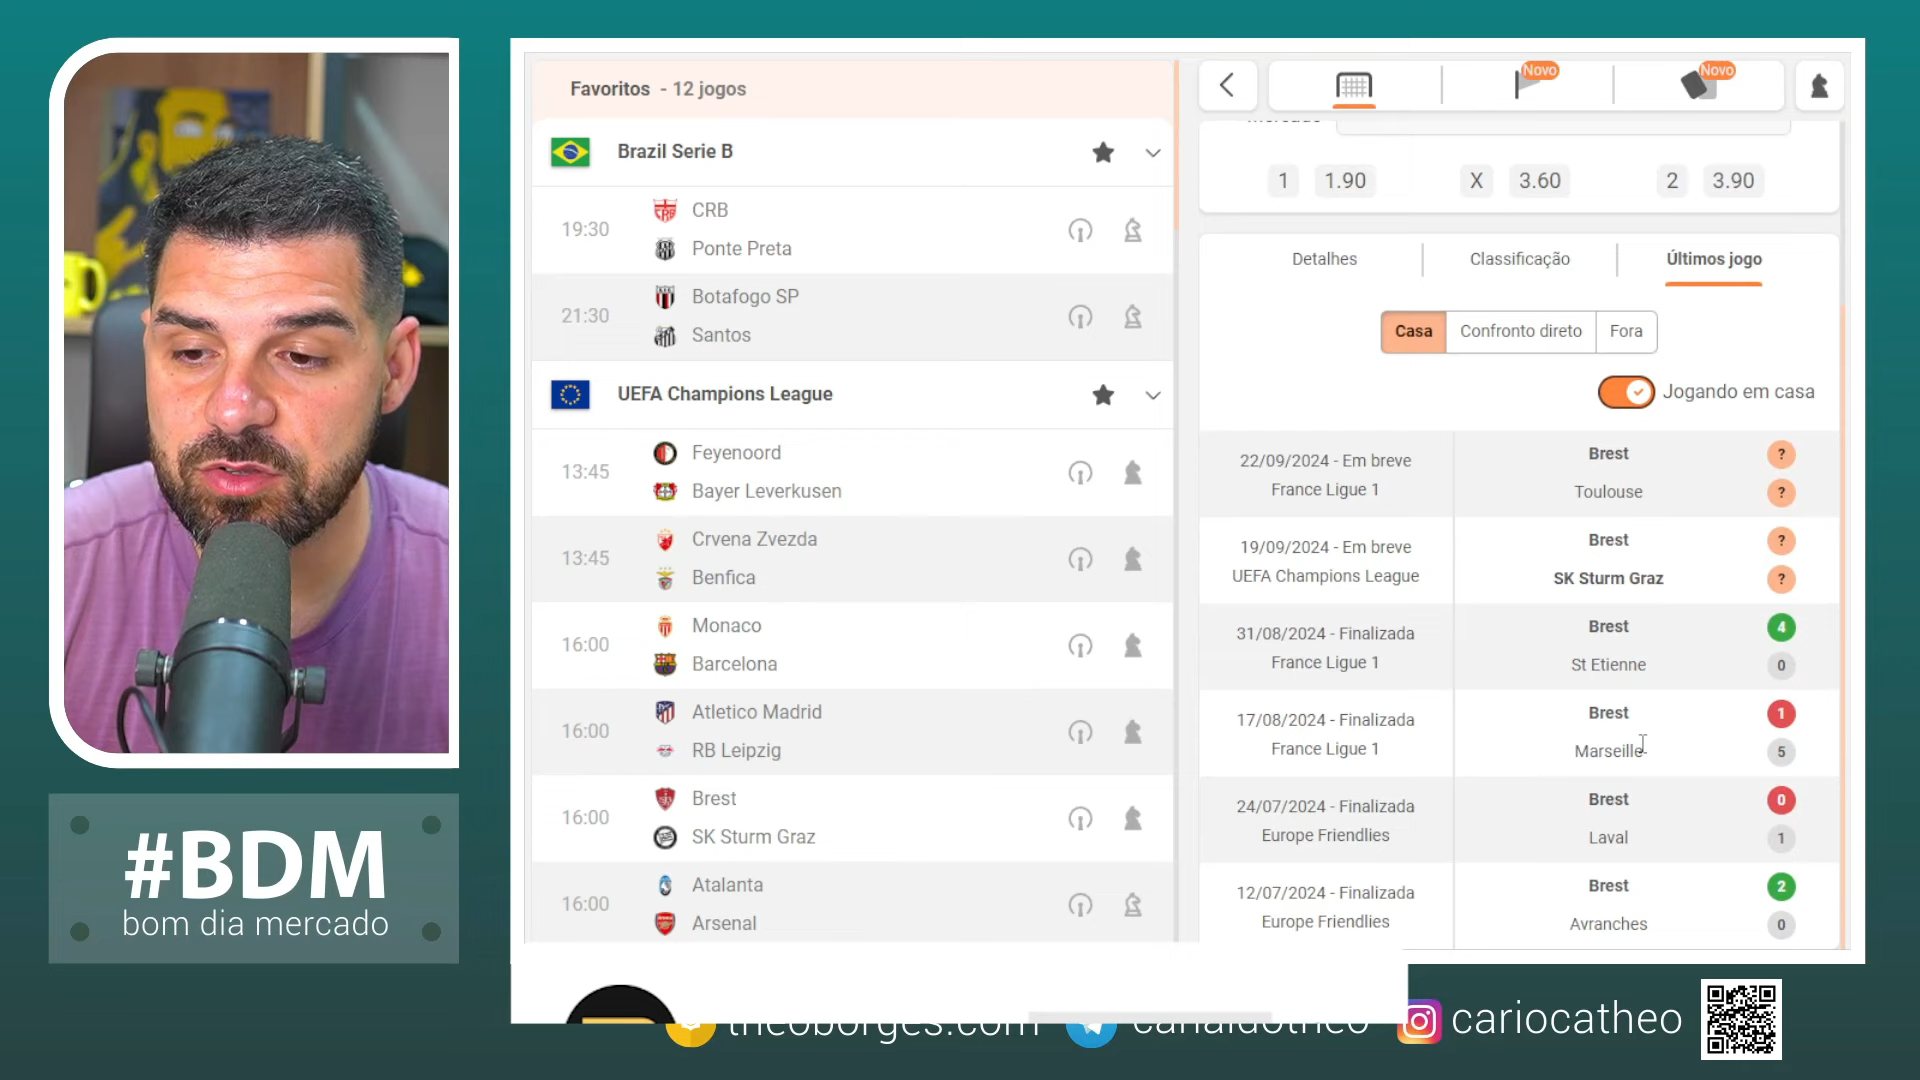 Favoritos - 12 jogos
Brazil Serie B
19:30
CRB
Ponte Preta
21:30
Botafogo SP
Santos
UEFA Champions League
13:45
Feyenoord
Bayer Leverkusen
13:45
Crvena Zvezda
Benfica
16:00
Monaco
Barcelona
16:00
Atletico Madrid
RB Leipzig
16:00
Brest
SK Sturm Graz
16:00
Atalanta
Arsenal
Novo
Novo
Mercado
1 1.90 X 3.60 2 3.90
Detalhes Classificação Últimos jogo
Casa Confronto direto Fora
Jogando em casa
22/09/2024 - Em breve
France Ligue 1
Brest ?
Toulouse ?
19/09/2024 - Em breve
UEFA Champions League
Brest ?
SK Sturm Graz ?
31/08/2024 - Finalizada
France Ligue 1
Brest 4
St Etienne 0
17/08/2024 - Finalizada
France Ligue 1
Brest 1
Marseille 5
24/07/2024 - Finalizada
Europe Friendlies
Brest 0
Laval 1
12/07/2024 - Finalizada
Europe Friendlies
Brest 2
Avranches 0
#BDM
bom dia mercado
theoborges.com canaldotheo cariocatheo